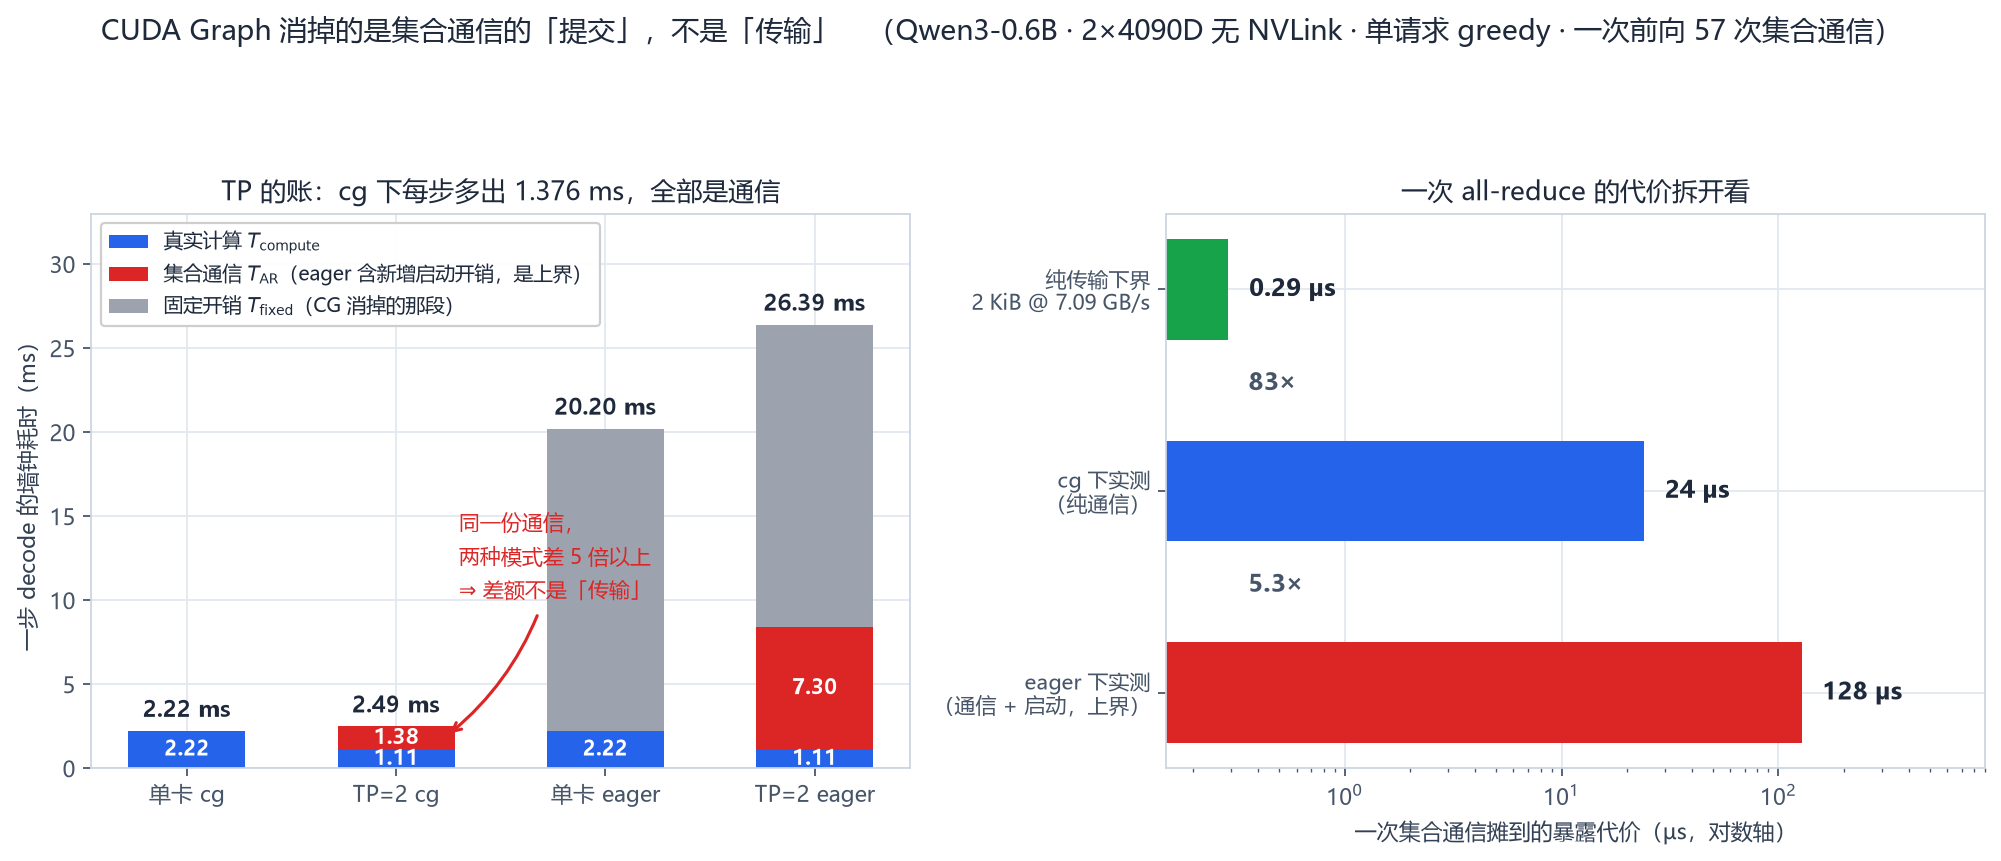 CUDA Graph 消掉的是集合通信的「提交」，不是「传输」　（Qwen3-0.6B · 2×4090D 无 NVLink · 单请求 greedy · 一次前向 57 次集合通信）
TP 的账：cg 下每步多出 1.376 ms，全部是通信
真实计算 T_compute
集合通信 T_AR（eager 含新增启动开销，是上界）
固定开销 T_fixed（CG 消掉的那段）
一步 decode 的墙钟耗时（ms）
30
25
20
15
10
5
0
2.22 ms
2.22
2.49 ms
1.38
1.11
20.20 ms
2.22
26.39 ms
7.30
1.11
同一份通信，
两种模式差 5 倍以上
⇒ 差额不是「传输」
单卡 cg
TP=2 cg
单卡 eager
TP=2 eager
一次 all-reduce 的代价拆开看
纯传输下界
2 KiB @ 7.09 GB/s
0.29 µs
83×
cg 下实测
（纯通信）
24 µs
5.3×
eager 下实测
（通信 + 启动，上界）
128 µs
10⁰
10¹
10²
一次集合通信摊到的暴露代价（µs，对数轴）